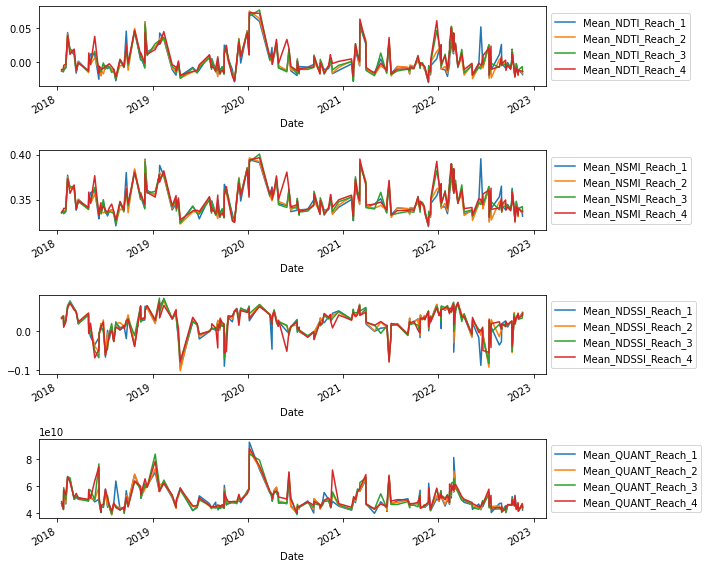 0.05
0.00
2018 2019 2020 2021 2022 2023
Date
Mean_NDTI_Reach_1
Mean_NDTI_Reach_2
Mean_NDTI_Reach_3
Mean_NDTI_Reach_4
0.40
0.35
2018 2019 2020 2021 2022 2023
Date
Mean_NSMI_Reach_1
Mean_NSMI_Reach_2
Mean_NSMI_Reach_3
Mean_NSMI_Reach_4
0.0
−0.1
2018 2019 2020 2021 2022 2023
Date
Mean_NDSSI_Reach_1
Mean_NDSSI_Reach_2
Mean_NDSSI_Reach_3
Mean_NDSSI_Reach_4
1e10
8
6
4
2018 2019 2020 2021 2022 2023
Date
Mean_QUANT_Reach_1
Mean_QUANT_Reach_2
Mean_QUANT_Reach_3
Mean_QUANT_Reach_4